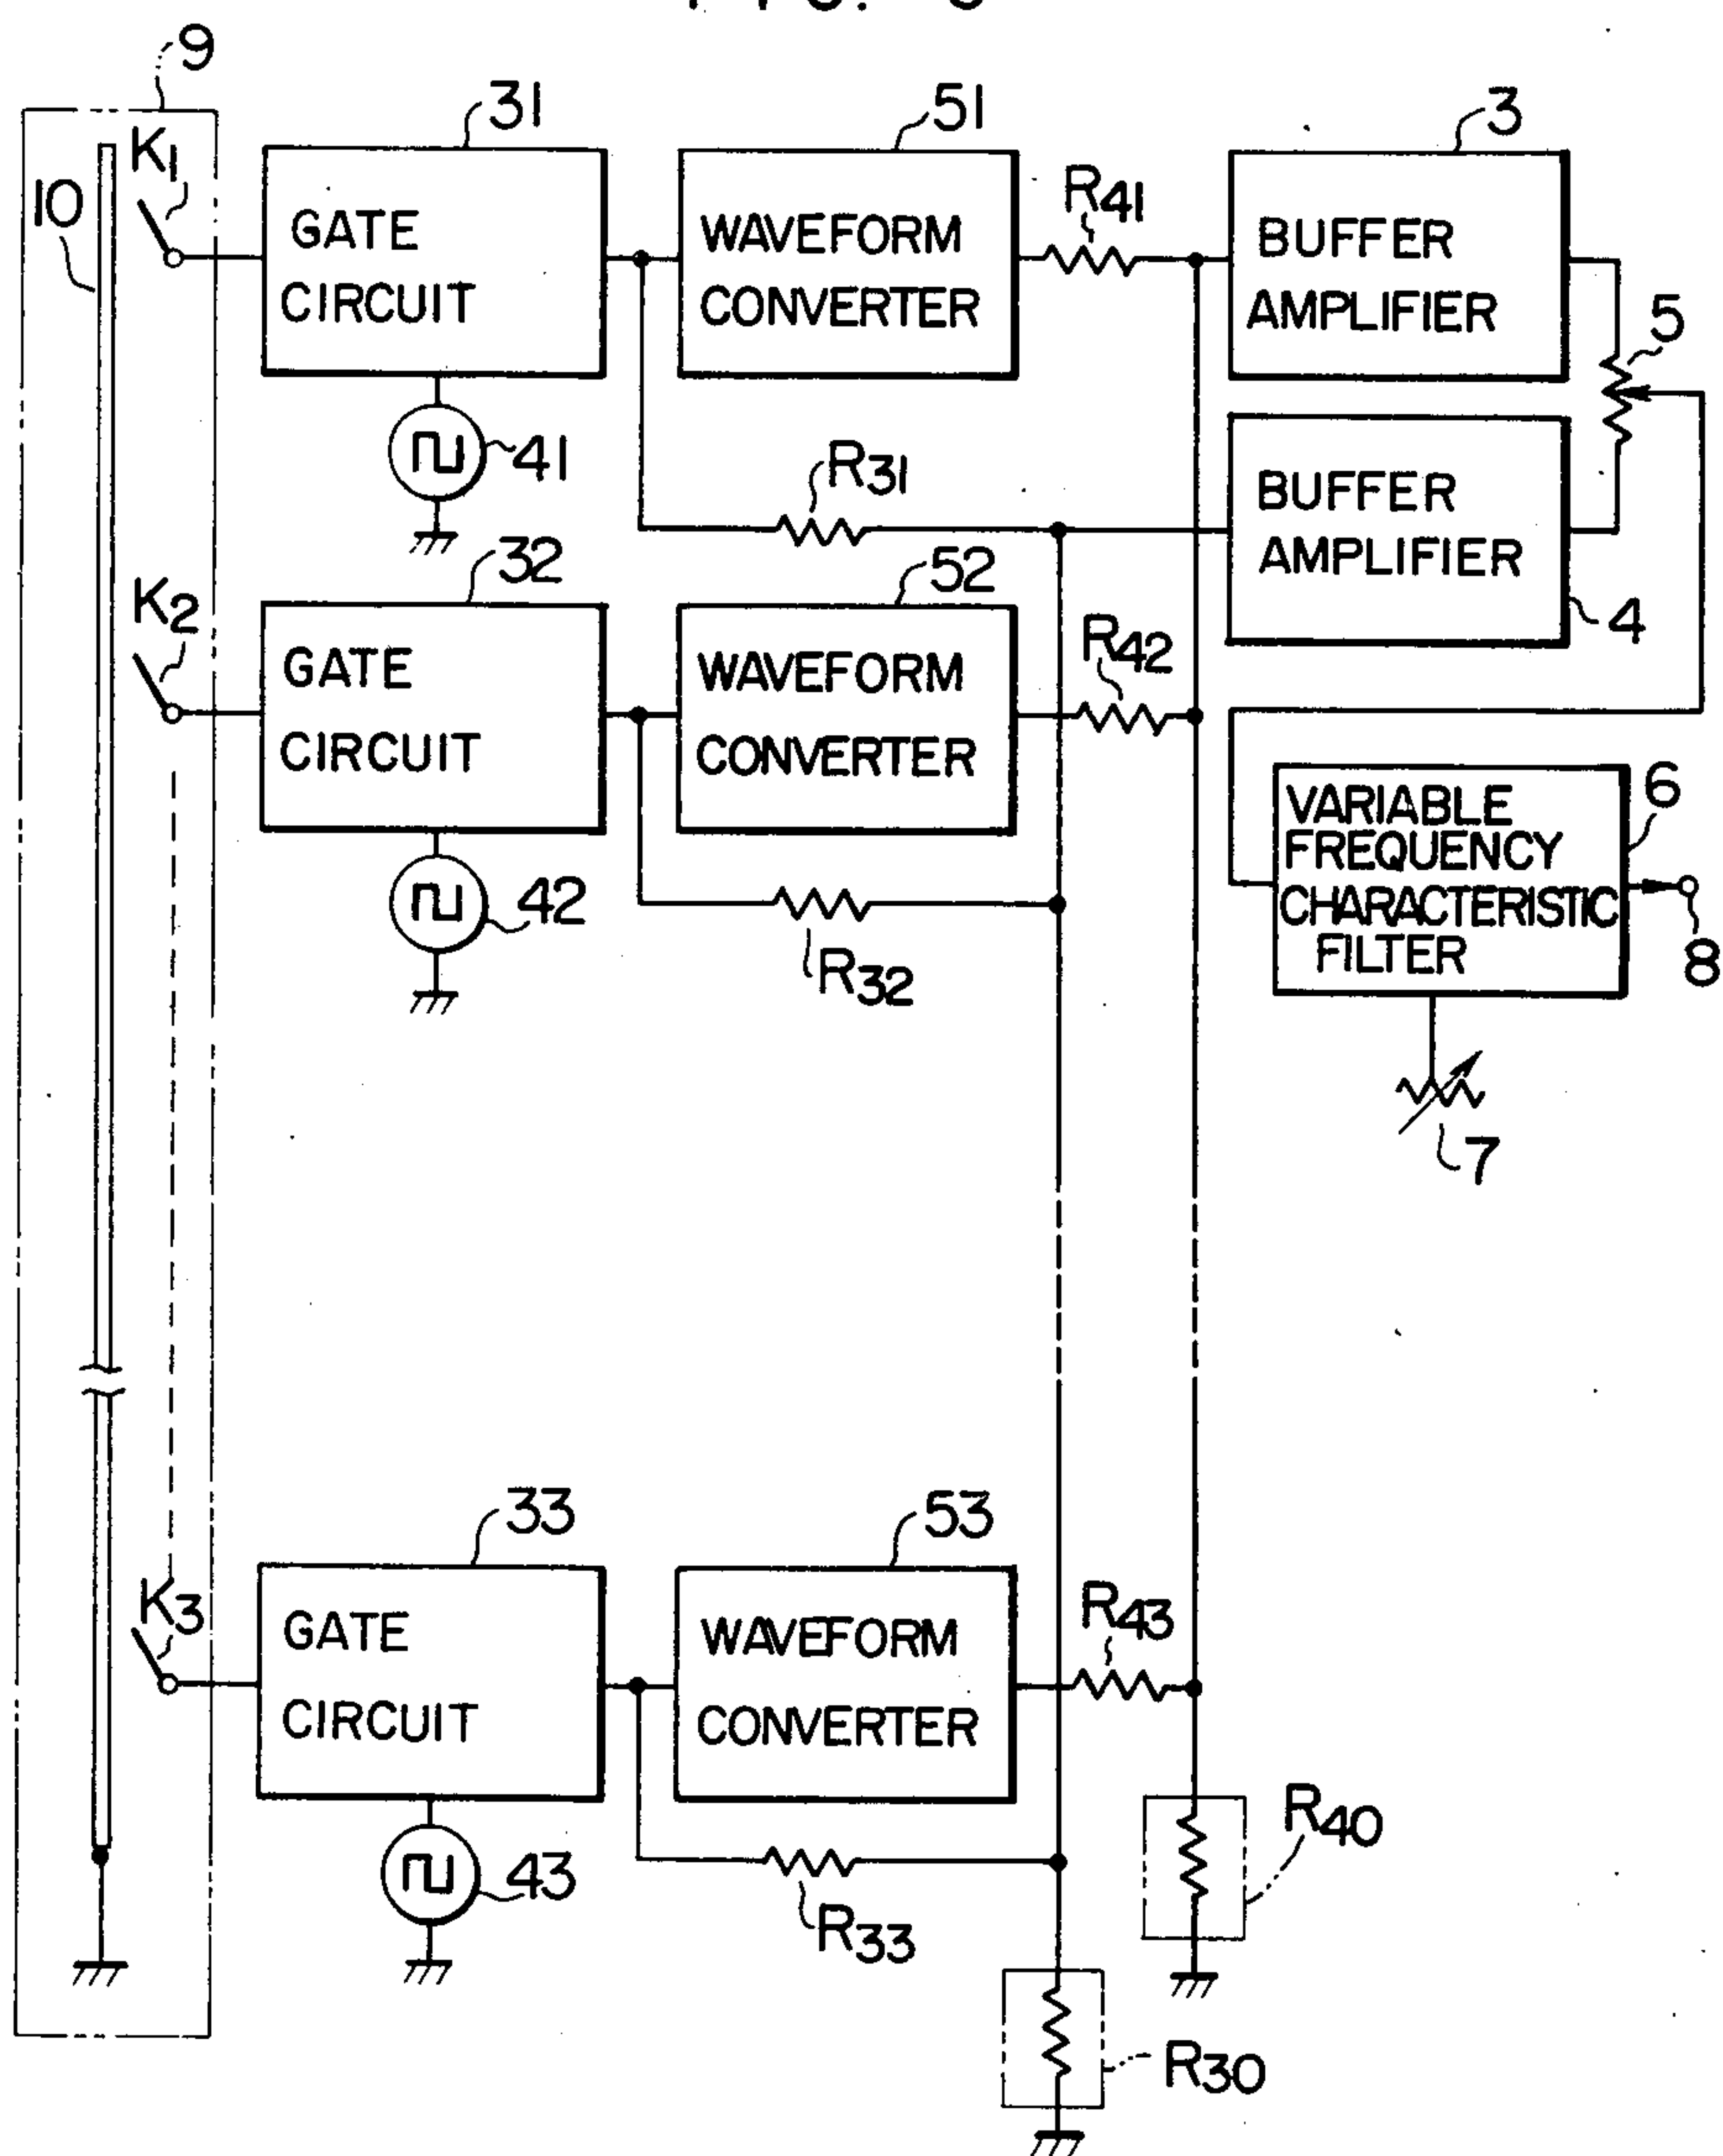 9
31
51
3
K1
10
GATE
CIRCUIT
WAVEFORM
CONVERTER
R41
BUFFER
AMPLIFIER
5
41
R31
BUFFER
AMPLIFIER
4
32
52
K2
GATE
CIRCUIT
WAVEFORM
CONVERTER
R42
42
R32
VARIABLE
FREQUENCY
CHARACTERISTIC
FILTER
6
8
7
33
53
K3
GATE
CIRCUIT
WAVEFORM
CONVERTER
R43
43
R33
R40
R30